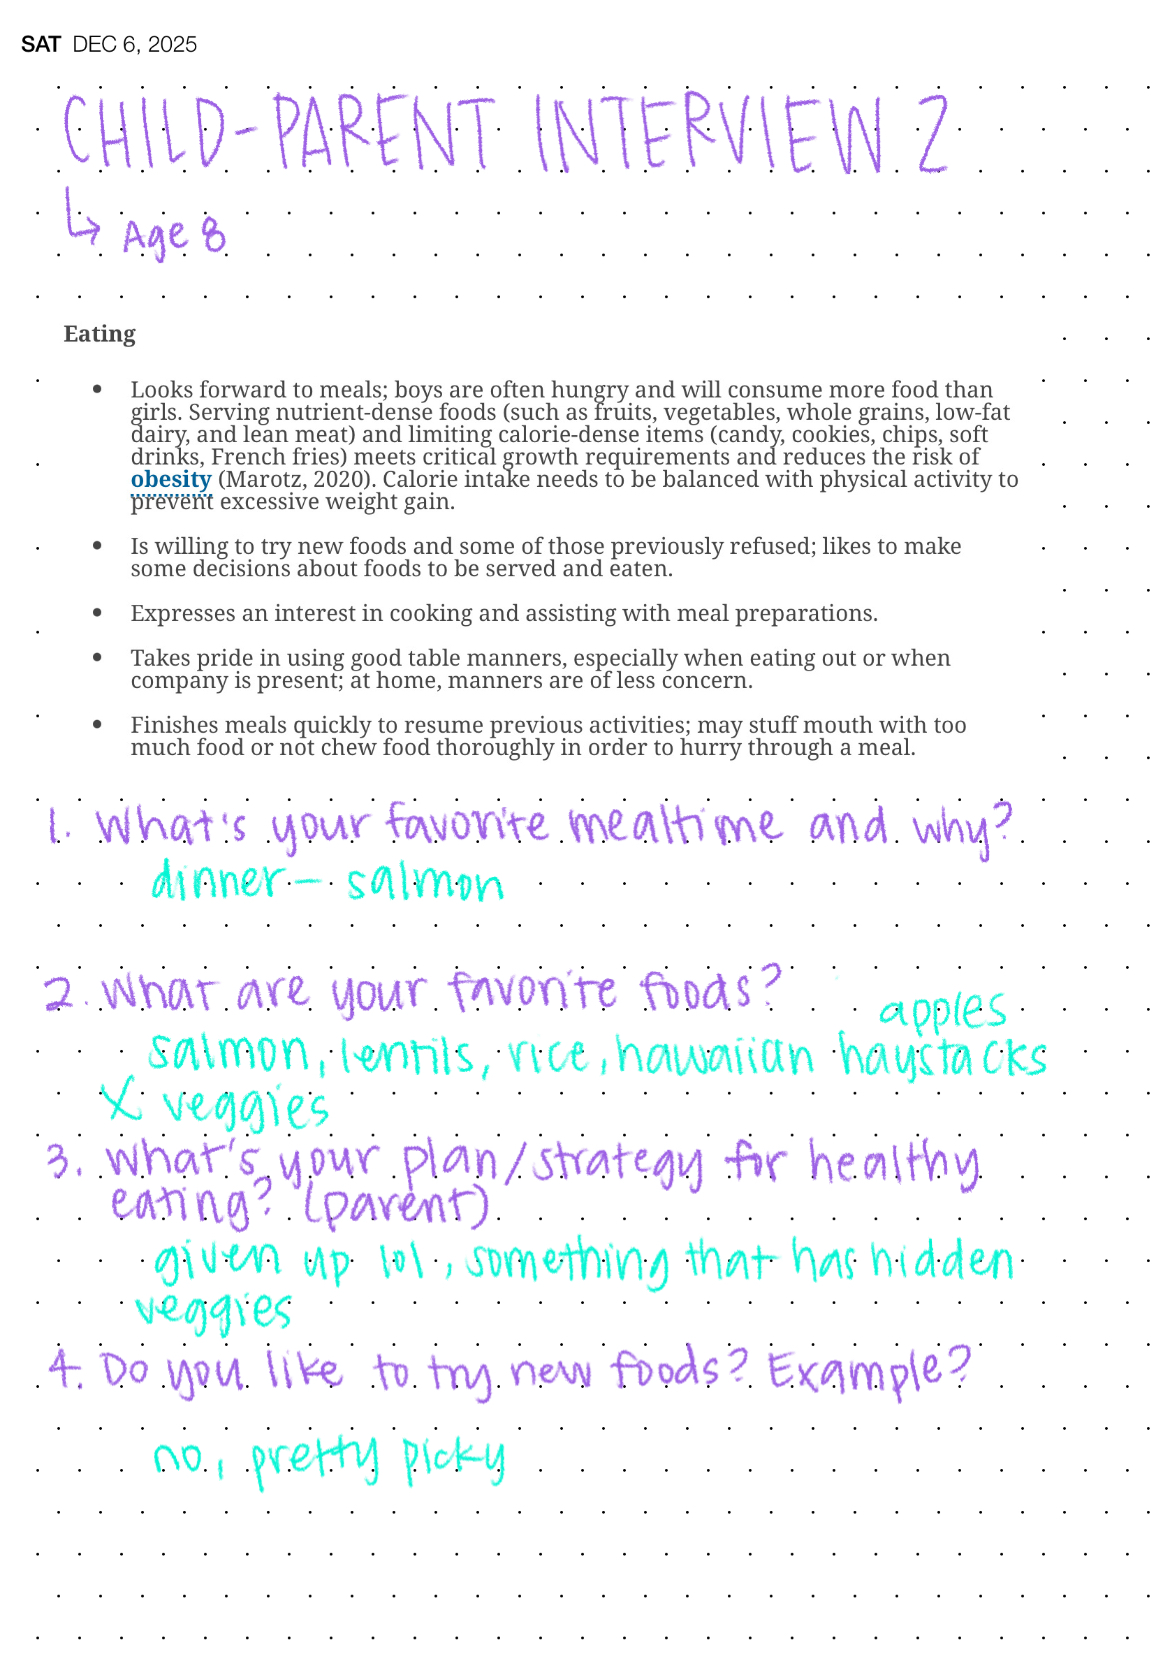 SAT DEC 6, 2025
CHILD-PARENT INTERVIEW 2
↳ Age 8
Eating
• Looks forward to meals; boys are often hungry and will consume more food than
girls. Serving nutrient-dense foods (such as fruits, vegetables, whole grains, low-fat
dairy, and lean meat) and limiting calorie-dense items (candy, cookies, chips, soft
drinks, French fries) meets critical growth requirements and reduces the risk of
obesity (Marotz, 2020). Calorie intake needs to be balanced with physical activity to
prevent excessive weight gain.
• Is willing to try new foods and some of those previously refused; likes to make
some decisions about foods to be served and eaten.
• Expresses an interest in cooking and assisting with meal preparations.
• Takes pride in using good table manners, especially when eating out or when
company is present; at home, manners are of less concern.
• Finishes meals quickly to resume previous activities; may stuff mouth with too
much food or not chew food thoroughly in order to hurry through a meal.
1. What's your favorite mealtime and why?
dinner – salmon
2. What are your favorite foods?
apples
salmon, lentils, rice, hawaiian haystacks
X veggies
3. What's your plan/strategy for healthy
eating? (parent)
given up lol, something that has hidden
veggies
4. Do you like to try new foods? Example?
no, pretty picky